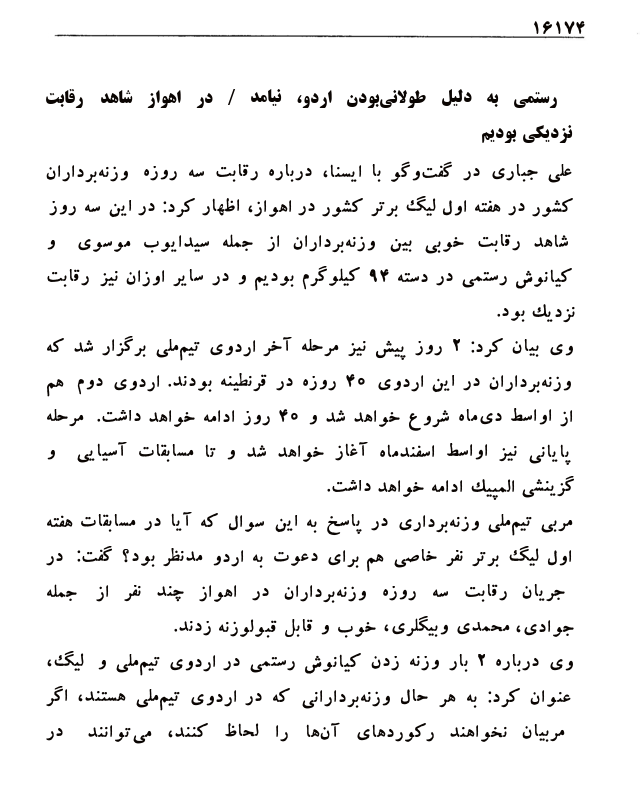 ۱۶۱۷۴
رستمی به دلیل طولانی‌بودن اردو، نیامد / در اهواز شاهد رقابت
نزدیکی بودیم
علی جباری در گفت‌وگو با ایسنا، درباره رقابت سه روزه وزنه‌برداران
کشور در هفته اول لیگ برتر کشور در اهواز، اظهار کرد: در این سه روز
شاهد رقابت خوبی بین وزنه‌برداران از جمله سیدایوب موسوی و
کیانوش رستمی در دسته ۹۴ کیلوگرم بودیم و در سایر اوزان نیز رقابت
نزدیك بود.
وی بیان کرد: ۲ روز پیش نیز مرحله آخر اردوی تیم‌ملی برگزار شد که
وزنه‌برداران در این اردوی ۴۰ روزه در قرنطینه بودند. اردوی دوم هم
از اواسط دی‌ماه شروع خواهد شد و ۴۰ روز ادامه خواهد داشت. مرحله
پایانی نیز اواسط اسفندماه آغاز خواهد شد و تا مسابقات آسیایی و
گزینشی المپیك ادامه خواهد داشت.
مربی تیم‌ملی وزنه‌برداری در پاسخ به این سوال که آیا در مسابقات هفته
اول لیگ برتر نفر خاصی هم برای دعوت به اردو مدنظر بود؟ گفت: در
جریان رقابت سه روزه وزنه‌برداران در اهواز چند نفر از جمله
جوادی، محمدی وبیگلری، خوب و قابل قبولوزنه زدند.
وی درباره ۲ بار وزنه زدن کیانوش رستمی در اردوی تیم‌ملی و لیگ،
عنوان کرد: به هر حال وزنه‌بردارانی که در اردوی تیم‌ملی هستند، اگر
مربیان نخواهند رکوردهای آن‌ها را لحاظ کنند، می‌توانند در